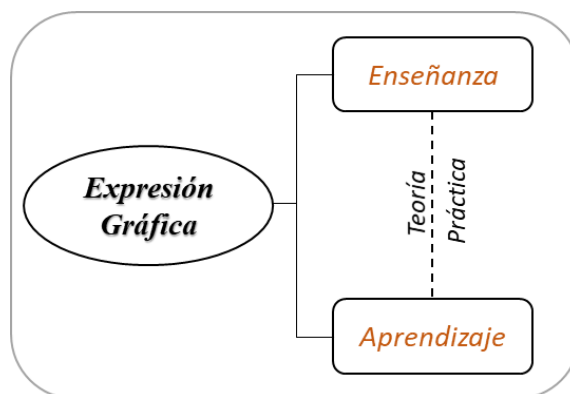 Enseñanza
Expresión
Gráfica
Teoría
Práctica
Aprendizaje